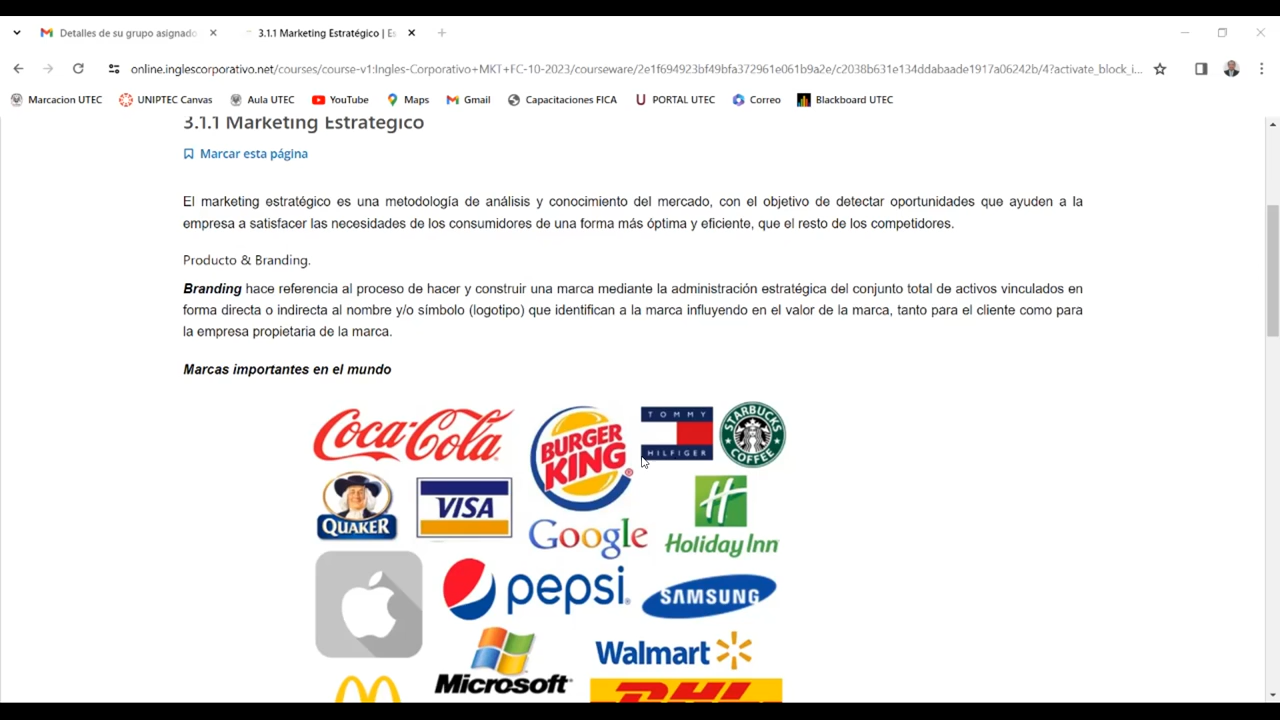 Detalles de su grupo asignado
3.1.1 Marketing Estratégico | Es
online.inglescorporativo.net/courses/course-v1:Ingles-Corporativo+MKT+FC-10-2023/courseware/2e1f694923bf49bfa372961e061b9a2e/c2038b631e134ddabaade1917a06242b/4?activate_block_i...
Marcacion UTEC
UNIPTEC Canvas
Aula UTEC
YouTube
Maps
Gmail
Capacitaciones FICA
PORTAL UTEC
Correo
Blackboard UTEC
3.1.1 Marketing Estratégico
Marcar esta página
El marketing estratégico es una metodología de análisis y conocimiento del mercado, con el objetivo de detectar oportunidades que ayuden a la
empresa a satisfacer las necesidades de los consumidores de una forma más óptima y eficiente, que el resto de los competidores.
Producto & Branding.
Branding hace referencia al proceso de hacer y construir una marca mediante la administración estratégica del conjunto total de activos vinculados en
forma directa o indirecta al nombre y/o símbolo (logotipo) que identifican a la marca influyendo en el valor de la marca, tanto para el cliente como para
la empresa propietaria de la marca.
Marcas importantes en el mundo
Coca-Cola
BURGER
KING®
TOMMY
HILFIGER
STARBUCKS
COFFEE
QUAKER
VISA
Google
Holiday Inn
pepsi
SAMSUNG
Microsoft
Walmart
DHL